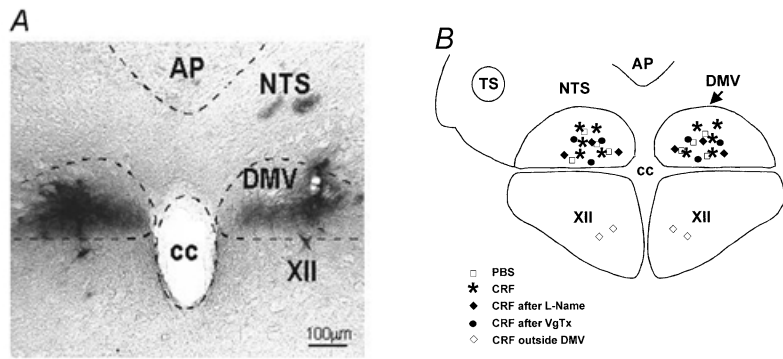 A
AP
NTS
DMV
cc
XII
100µm
B
AP
TS
NTS
DMV
cc
XII
XII
PBS
CRF
CRF after L-Name
CRF after VgTx
CRF outside DMV